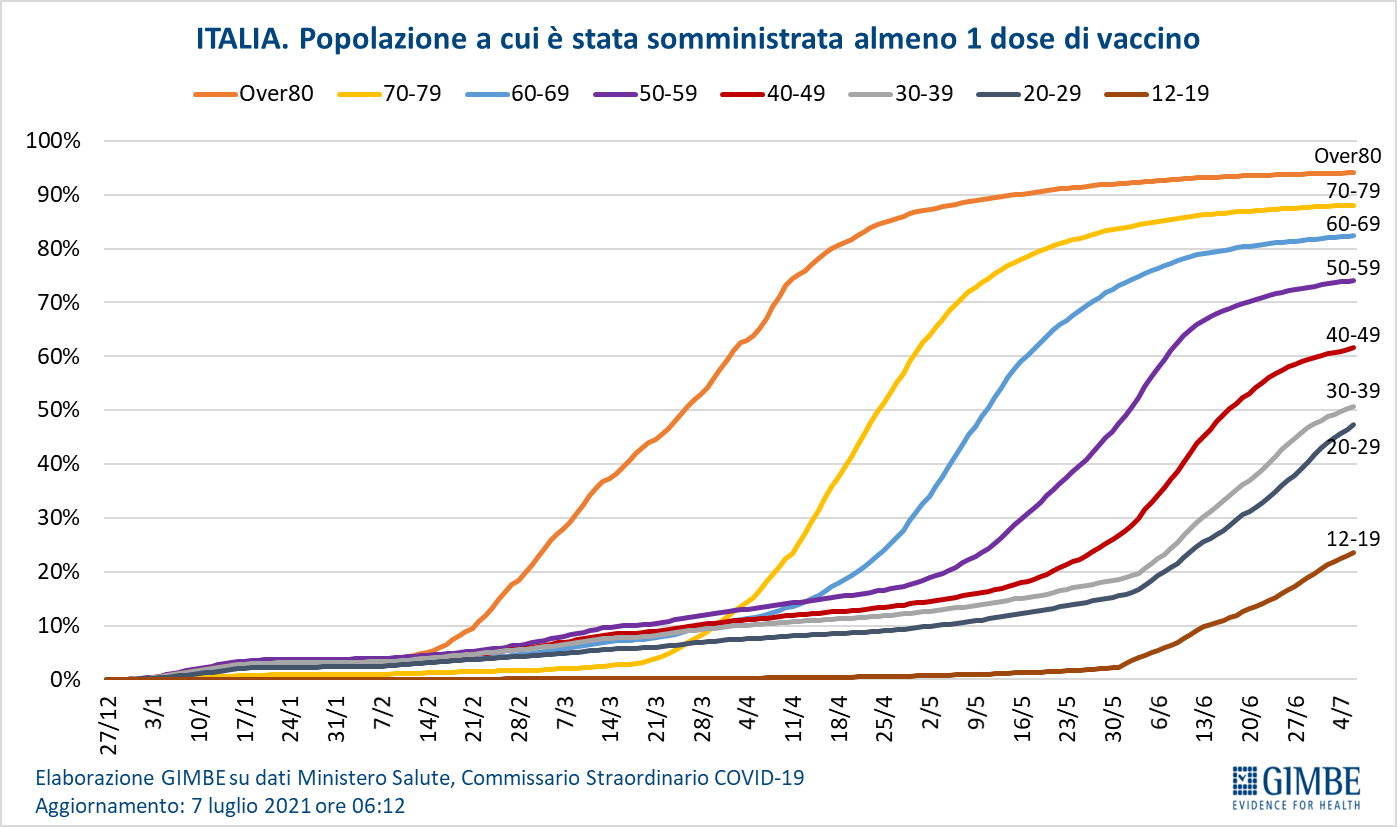 ITALIA. Popolazione a cui è stata somministrata almeno 1 dose di vaccino
Over80 70-79 60-69 50-59 40-49 30-39 20-29 12-19
100%
90%
80%
70%
60%
50%
40%
30%
20%
10%
0%
Over80
70-79
60-69
50-59
40-49
30-39
20-29
12-19
27/12 3/1 10/1 17/1 24/1 31/1 7/2 14/2 21/2 28/2 7/3 14/3 21/3 28/3 4/4 11/4 18/4 25/4 2/5 9/5 16/5 23/5 30/5 6/6 13/6 20/6 27/6 4/7
Elaborazione GIMBE su dati Ministero Salute, Commissario Straordinario COVID-19
Aggiornamento: 7 luglio 2021 ore 06:12
GIMBE
EVIDENCE FOR HEALTH